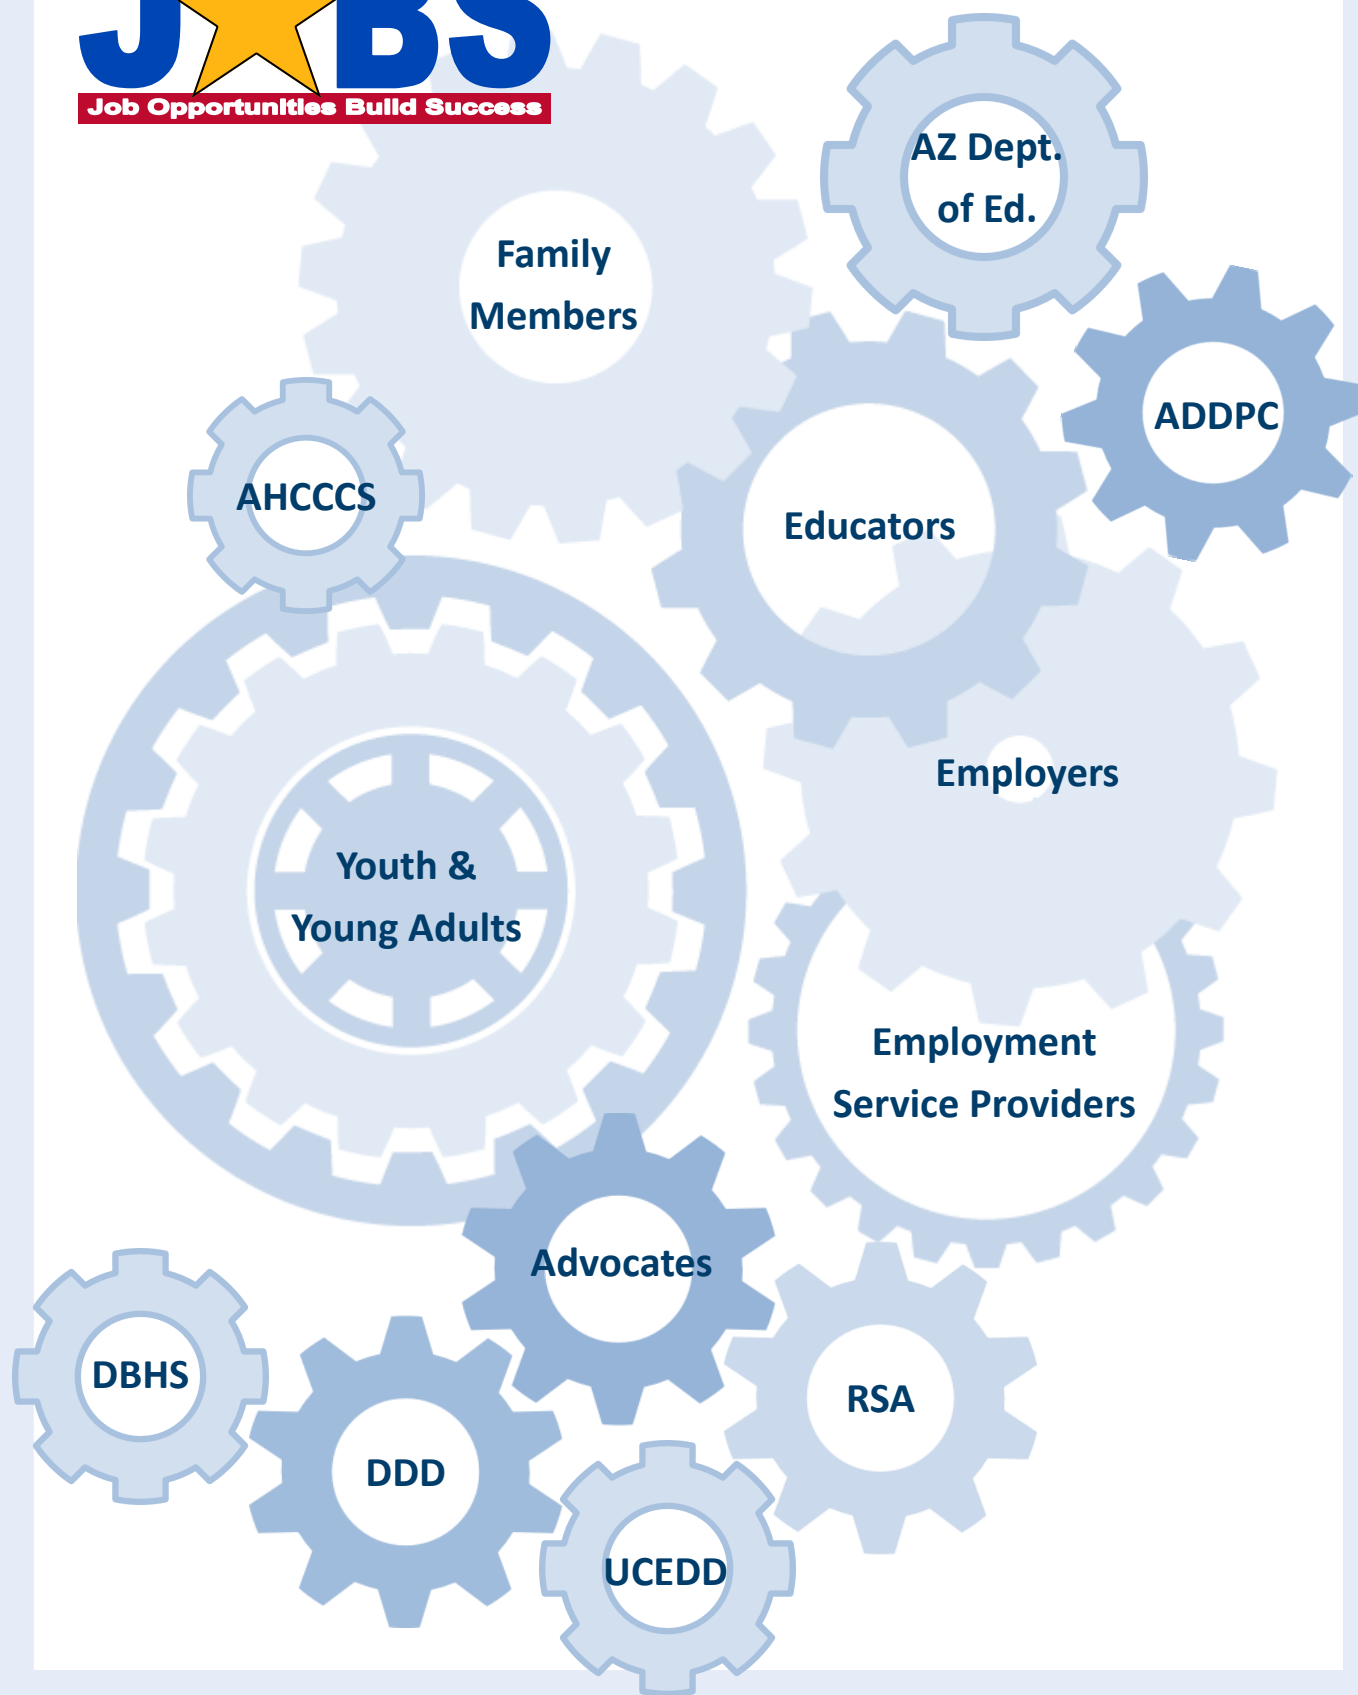 JOBS
Job Opportunities Build Success
AZ Dept.
of Ed.
Family
Members
ADDPC
AHCCCS
Educators
Employers
Youth &
Young Adults
Employment
Service Providers
Advocates
DBHS
RSA
DDD
UCEDD